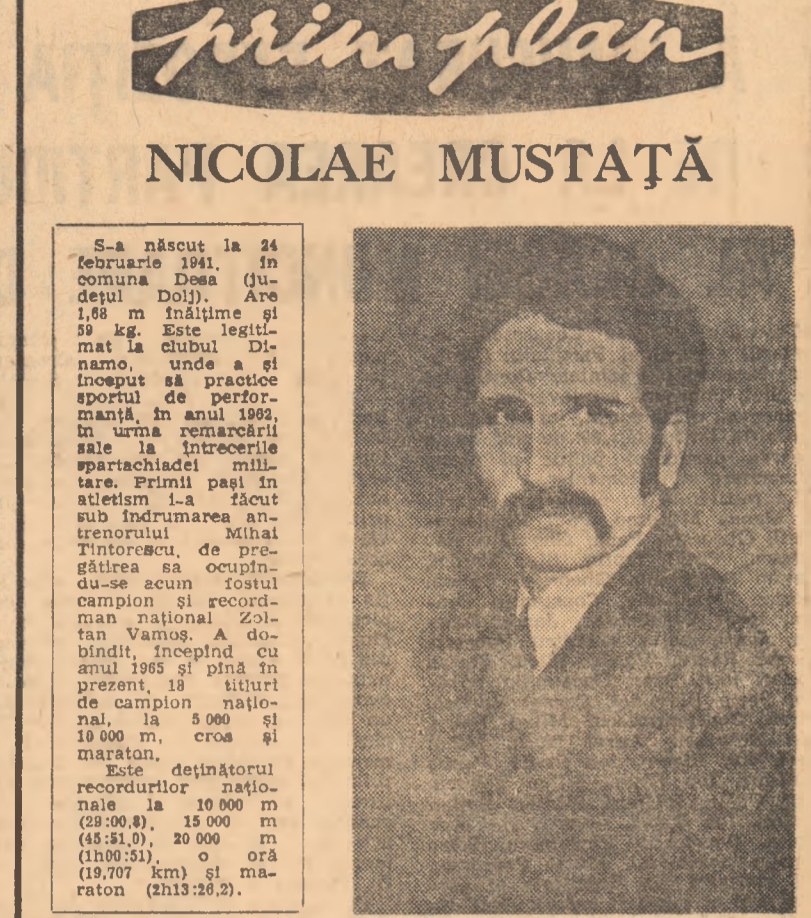 prim plan
NICOLAE MUSTAŢĂ
S-a născut la 24
februarie 1941, în
comuna Desa (ju-
deţul Dolj). Are
1,68 m înălţime şi
59 kg. Este legiti-
mat la clubul Di-
namo, unde a şi
început să practice
sportul de perfor-
manţă, în anul 1962,
în urma remarcării
sale la întrecerile
spartachiadei mili-
tare. Primii paşi în
atletism i-a făcut
sub îndrumarea an-
trenorului Mihai
Tintorescu, de pre-
gătirea sa ocupîn-
du-se acum fostul
campion şi record-
man naţional Zol-
tan Vamoş. A do-
bîndit, începînd cu
anul 1965 şi pînă în
prezent, 18 titluri
de campion naţio-
nal, la 5 000 şi
10 000 m, cros şi
maraton.
Este deţinătorul
recordurilor naţio-
nale la 10 000 m
(29:00,8), 15 000 m
(45:51,0), 20 000 m
(1h00:51), o oră
(19,707 km) şi ma-
raton (2h13:26,2).